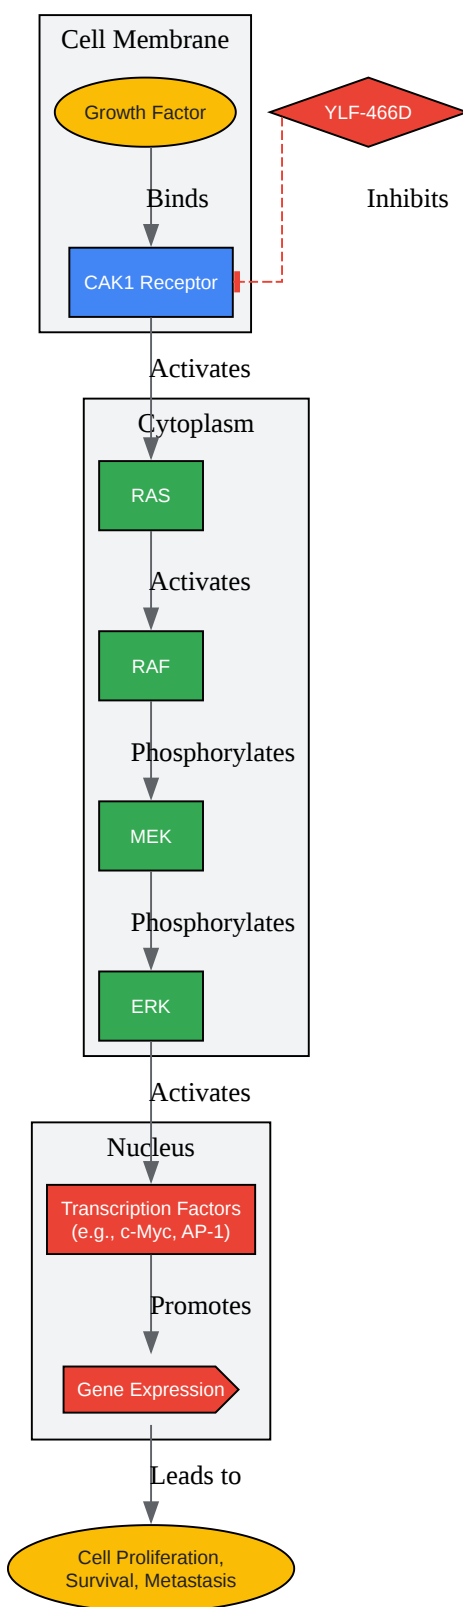 Cell Membrane
Growth Factor
YLF-466D
Binds
Inhibits
CAK1 Receptor
Activates
Cytoplasm
RAS
Activates
RAF
Phosphorylates
MEK
Phosphorylates
ERK
Activates
Nucleus
Transcription Factors
(e.g., c-Myc, AP-1)
Promotes
Gene Expression
Leads to
Cell Proliferation,
Survival, Metastasis